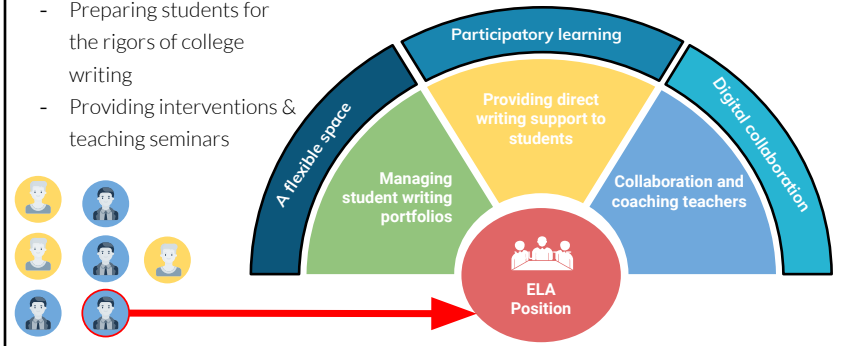 - Preparing students for
the rigors of college
writing
- Providing interventions &
teaching seminars
A flexible space
Participatory learning
Digital collaboration
Managing
student writing
portfolios
Providing direct
writing support to
students
Collaboration and
coaching teachers
ELA
Position